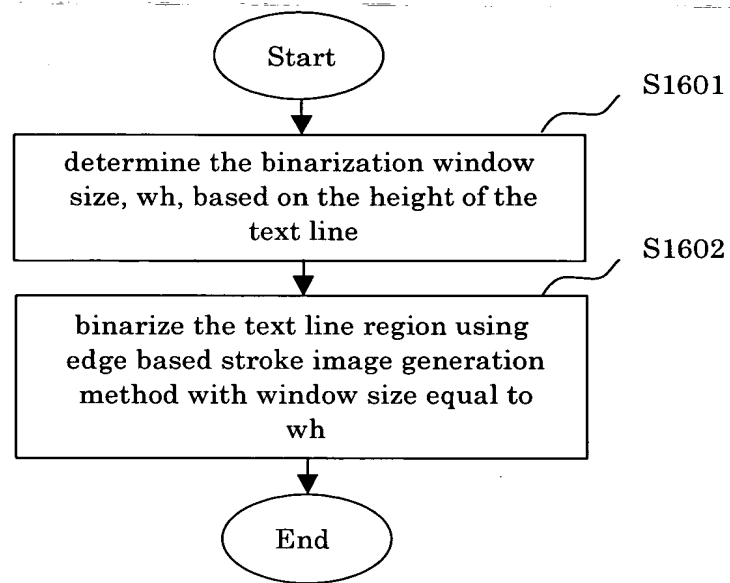 Start
S1601
determine the binarization window
size, wh, based on the height of the
text line
S1602
binarize the text line region using
edge based stroke image generation
method with window size equal to
wh
End